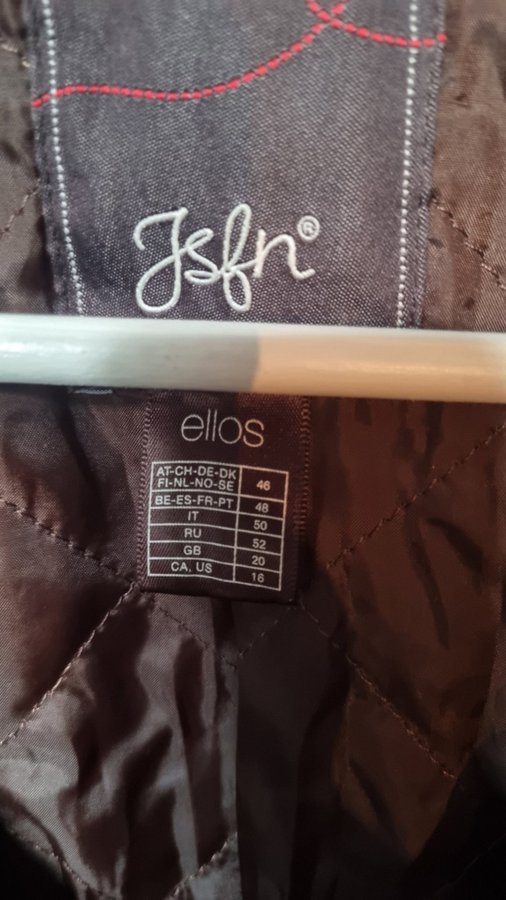 Jsfn®
ellos
AT-CH-DE-DK
FI-NL-NO-SE 46
BE-ES-FR-PT 48
IT 50
RU 52
GB 20
CA, US 16